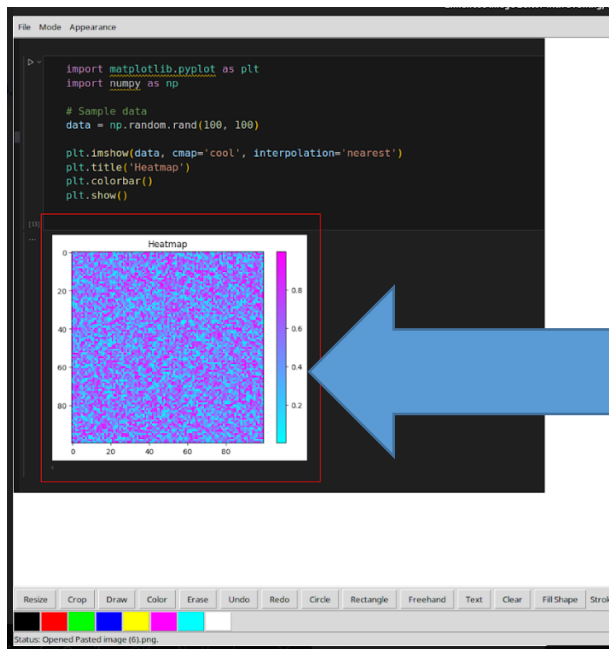 File Mode Appearance
import matplotlib.pyplot as plt
import numpy as np
# Sample data
data = np.random.rand(100, 100)
plt.imshow(data, cmap='cool', interpolation='nearest')
plt.title('Heatmap')
plt.colorbar()
plt.show()
[13]
...
Heatmap
0
20
40
60
80
0 20 40 60 80
0.8
0.6
0.4
0.2
Resize Crop Draw Color Erase Undo Redo Circle Rectangle Freehand Text Clear Fill Shape Strok
Status: Opened Pasted image (6).png.